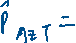 p̂ AZT =